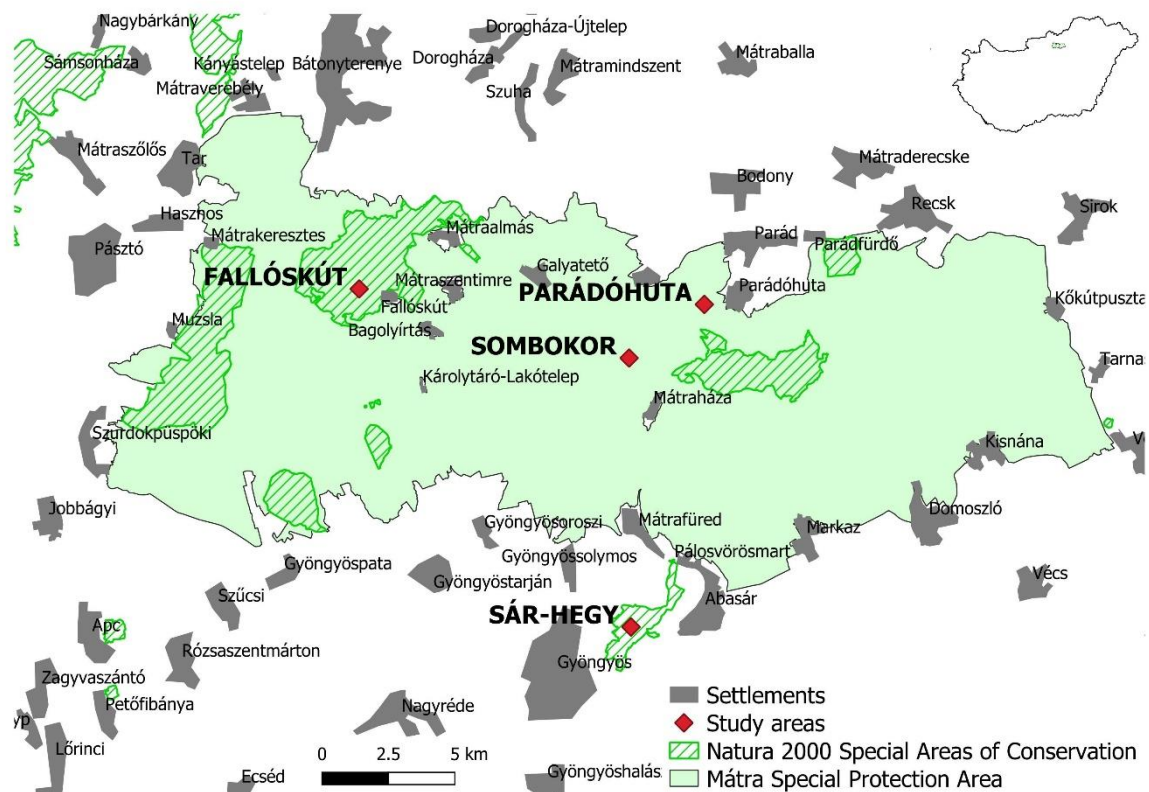 Nagybárkány
Dorogháza-Újtelep
Sámsonháza
Kányástelep
Bátonyterenye
Dorogháza
Mátraballa
Mátramindszent
Mátraverebély
Szuha
Mátraszőlős
Tar
Mátraderecske
Bodony
Hasznos
Recsk
Sirok
Pásztó
Mátrakeresztes
Mátraalmás
Parád
Parádfürdő
FALLÓSKÚT
Mátraszentimre
Galyatető
PARÁDÓHUTA
Parádóhuta
Fallóskút
Kőkútpuszta
Muzsla
Bagolyirtás
SOMBOKOR
Károlytáró-Lakótelep
Tarnas
Mátraháza
Szurdokpüspöki
Kisnána
V
Jobbágyi
Gyöngyösoroszi
Mátrafüred
Domoszló
Markaz
Gyöngyöspata
Gyöngyössolymos
Pálosvörösmart
Gyöngyöstarján
Vécs
Szűcsi
Abasár
SÁR-HEGY
Apc
Rózsaszentmárton
Gyöngyös
Zagyvaszántó
Petőfibánya
Settlements
yp
Nagyréde
Study areas
Lőrinci
0 2.5 5 km
Natura 2000 Special Areas of Conservation
Ecséd
Gyöngyöshalás
Mátra Special Protection Area